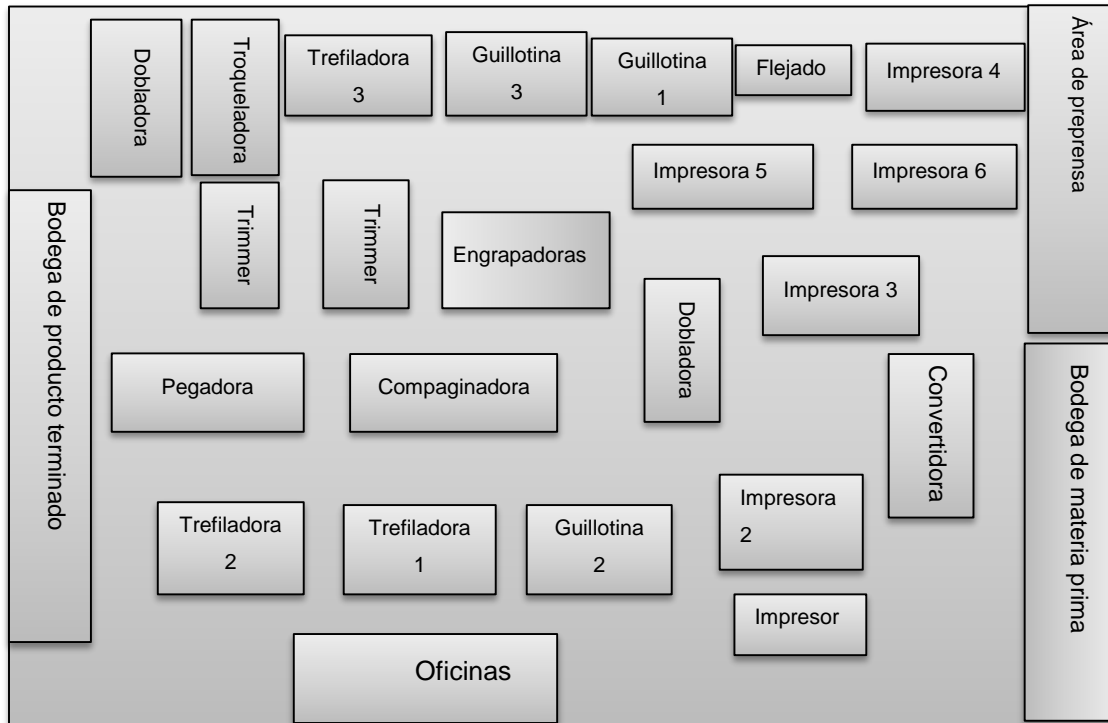 Dobladora
Troqueladora
Trefiladora
3
Guillotina
3
Guillotina
1
Flejado
Impresora 4
Área de preprensa
Impresora 5
Impresora 6
Bodega de producto terminado
Trimmer
Trimmer
Engrapadoras
Impresora 3
Dobladora
Pegadora
Compaginadora
Convertidora
Bodega de materia prima
Trefiladora
2
Trefiladora
1
Guillotina
2
Impresora
2
Impresor
Oficinas